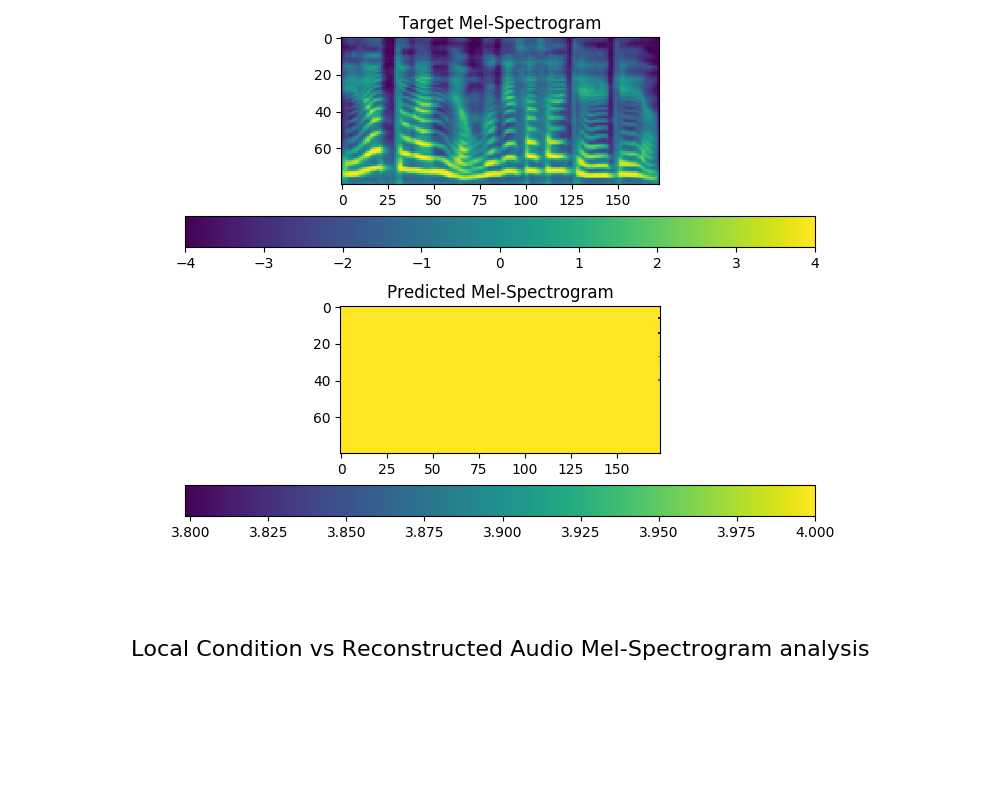 Target Mel-Spectrogram
0
20
40
60
0 25 50 75 100 125 150
−4 −3 −2 −1 0 1 2 3 4
Predicted Mel-Spectrogram
0
20
40
60
0 25 50 75 100 125 150
3.800 3.825 3.850 3.875 3.900 3.925 3.950 3.975 4.000
Local Condition vs Reconstructed Audio Mel-Spectrogram analysis